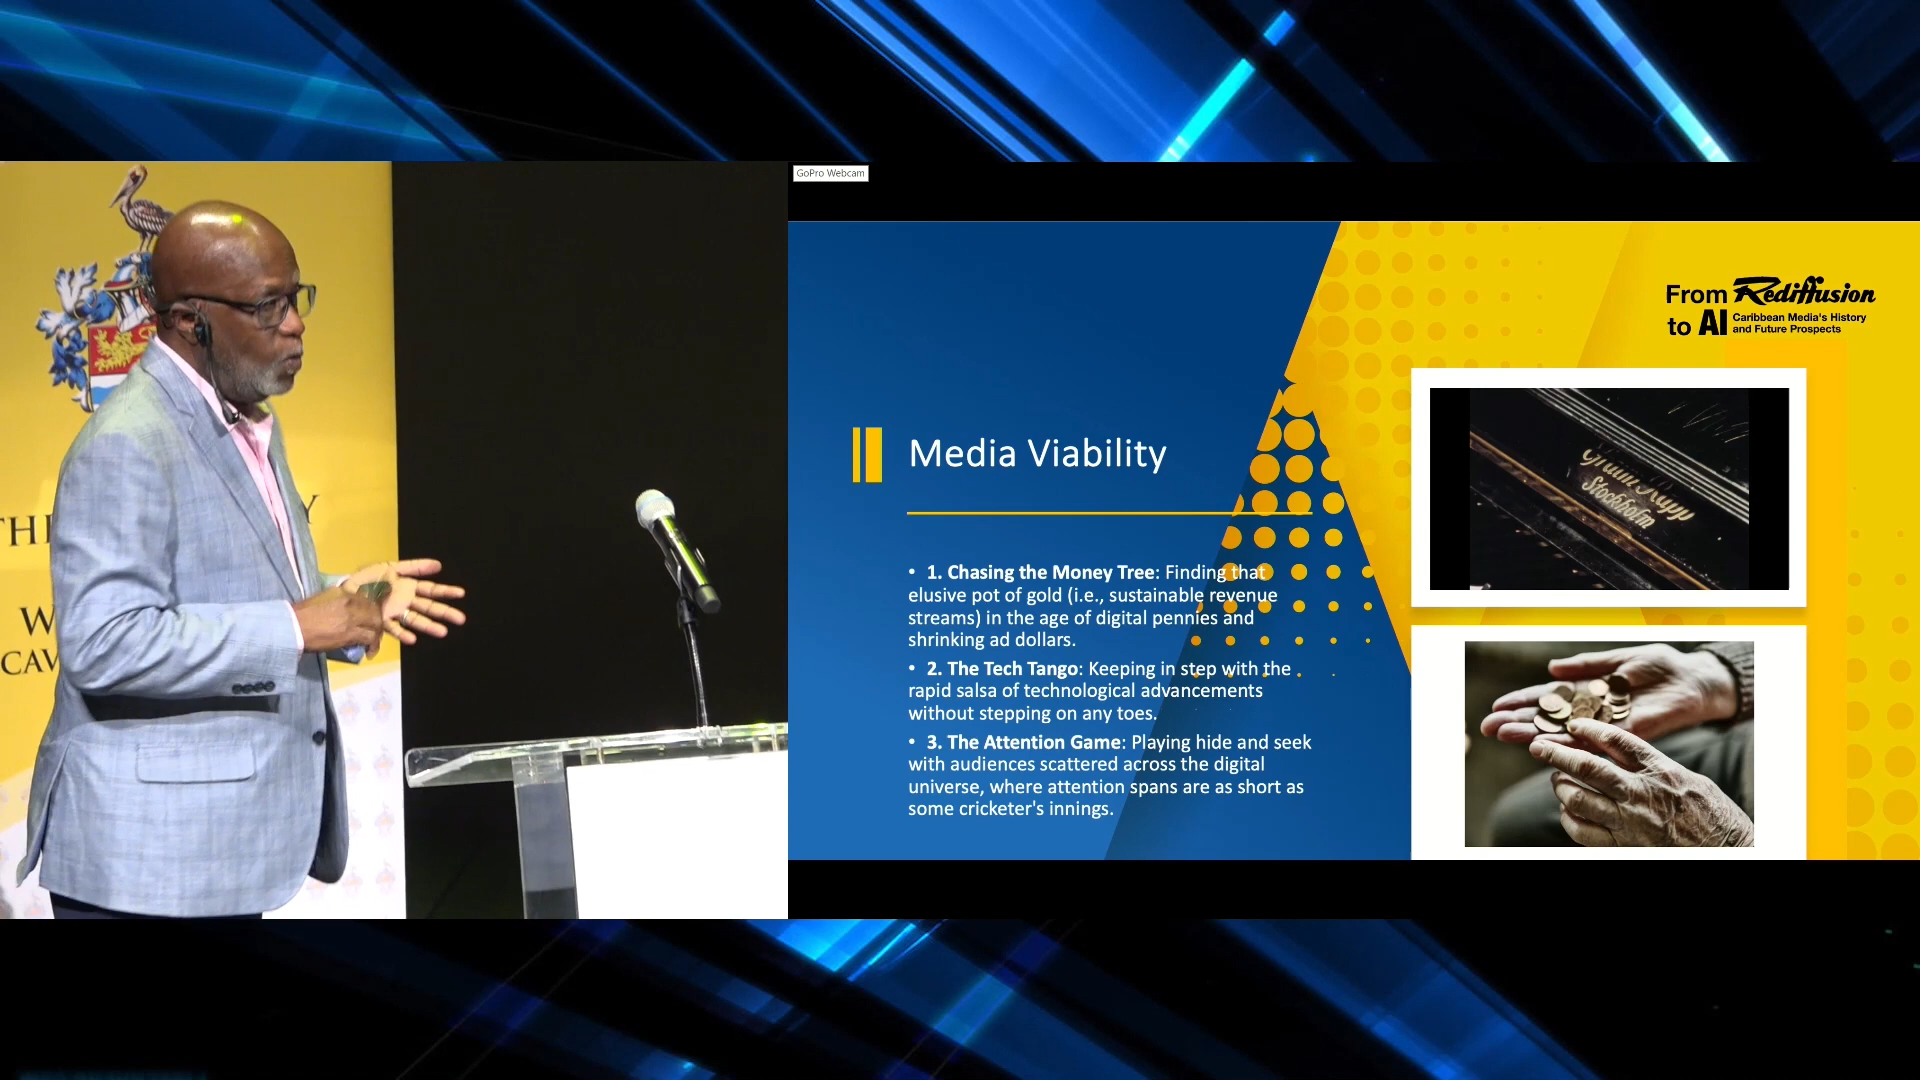 GoPro Webcam
From Rediffusion
to AI Caribbean Media's History
and Future Prospects
Media Viability
Stockholm
• 1. Chasing the Money Tree: Finding that
elusive pot of gold (i.e., sustainable revenue
streams) in the age of digital pennies and
shrinking ad dollars.
• 2. The Tech Tango: Keeping in step with the
rapid salsa of technological advancements
without stepping on any toes.
• 3. The Attention Game: Playing hide and seek
with audiences scattered across the digital
universe, where attention spans are as short as
some cricketer's innings.